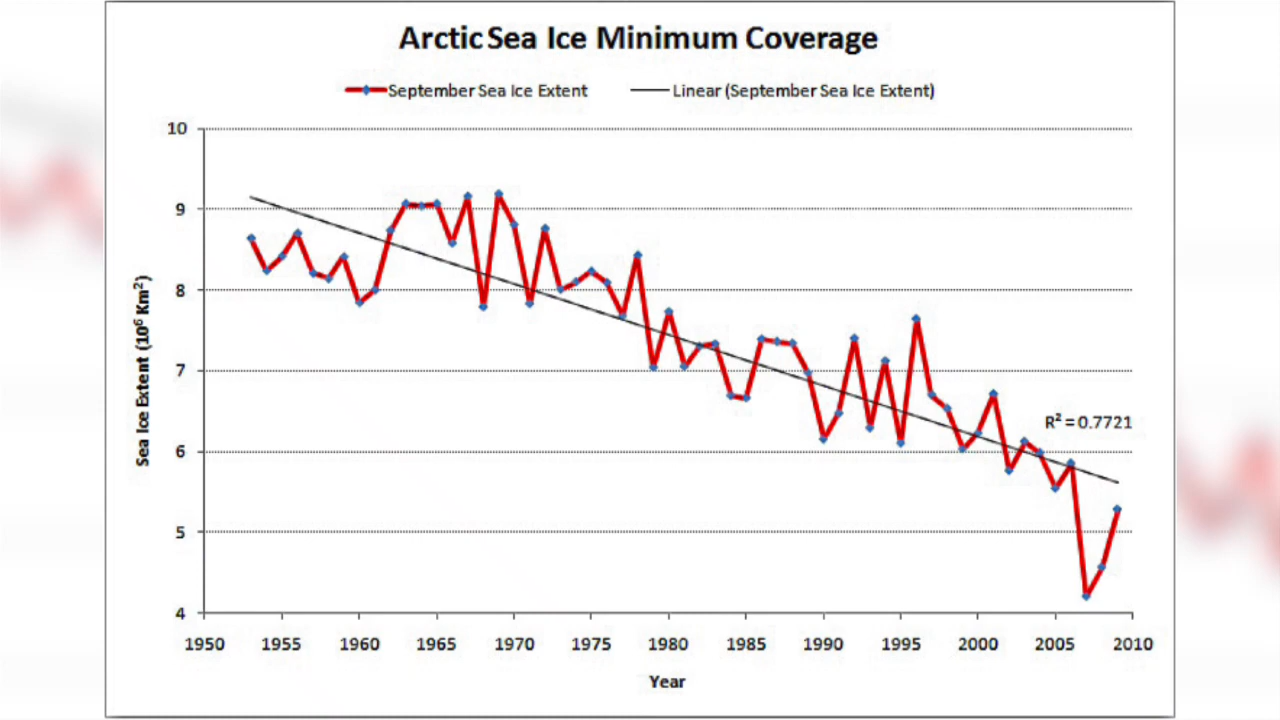 Arctic Sea Ice Minimum Coverage
September Sea Ice Extent
Linear (September Sea Ice Extent)
10
9
8
7
6
5
4
Sea Ice Extent (10⁶ Km²)
R² = 0.7721
1950 1955 1960 1965 1970 1975 1980 1985 1990 1995 2000 2005 2010
Year